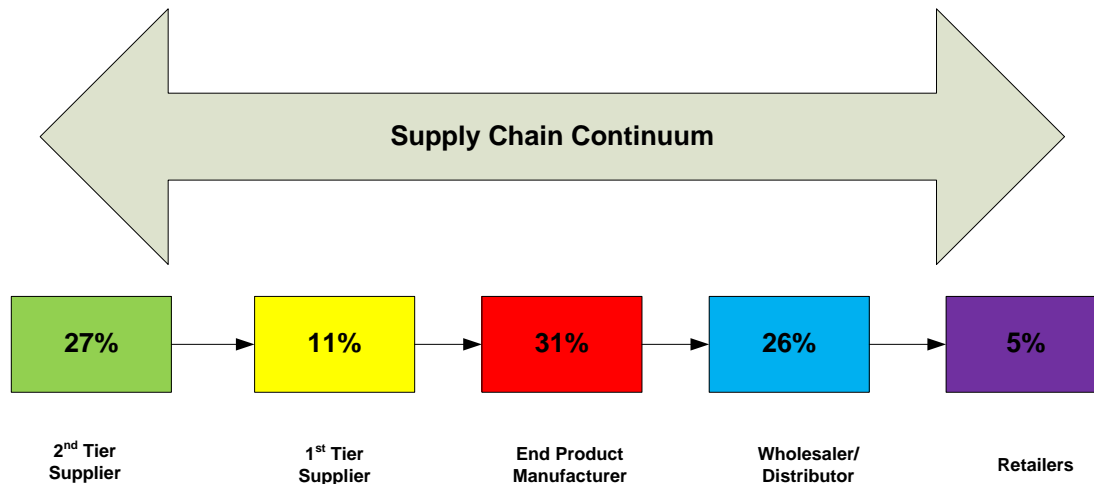 Supply Chain Continuum
27%
11%
31%
26%
5%
2nd Tier
Supplier
1st Tier
Supplier
End Product
Manufacturer
Wholesaler/
Distributor
Retailers